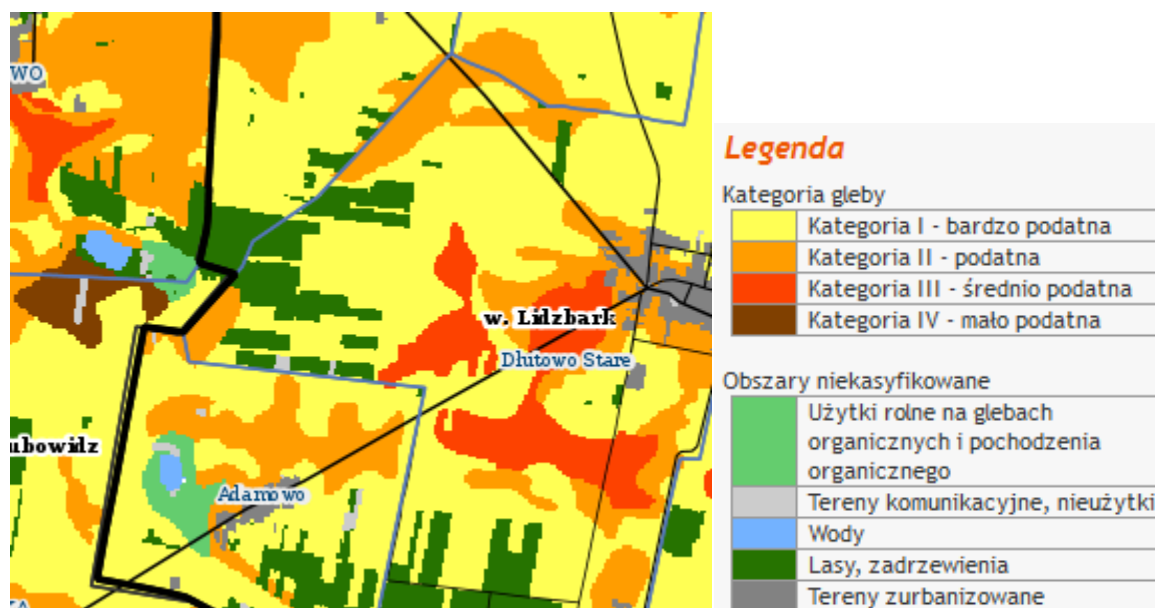 WO
w. Lidzbark
Dłutowo Stare
ubowidz
Adamowo
Legenda
Kategoria gleby
Kategoria I - bardzo podatna
Kategoria II - podatna
Kategoria III - średnio podatna
Kategoria IV - mało podatna
Obszary niekasyfikowane
Użytki rolne na glebach
organicznych i pochodzenia
organicznego
Tereny komunikacyjne, nieużytki
Wody
Lasy, zadrzewienia
Tereny zurbanizowane